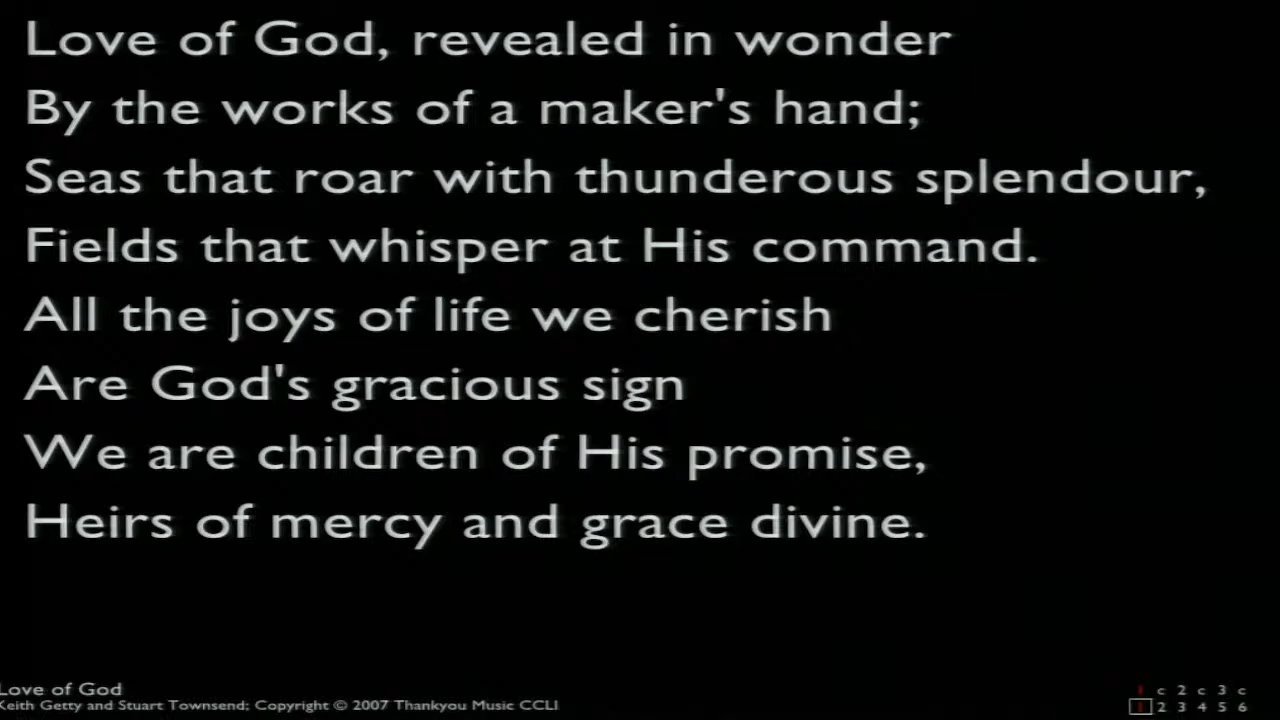 Love of God, revealed in wonder
By the works of a maker's hand;
Seas that roar with thunderous splendour,
Fields that whisper at His command.
All the joys of life we cherish
Are God's gracious sign
We are children of His promise,
Heirs of mercy and grace divine.
Love of God
Keith Getty and Stuart Townsend; Copyright © 2007 Thankyou Music CCLI
1 c 2 c 3 c
1 2 3 4 5 6